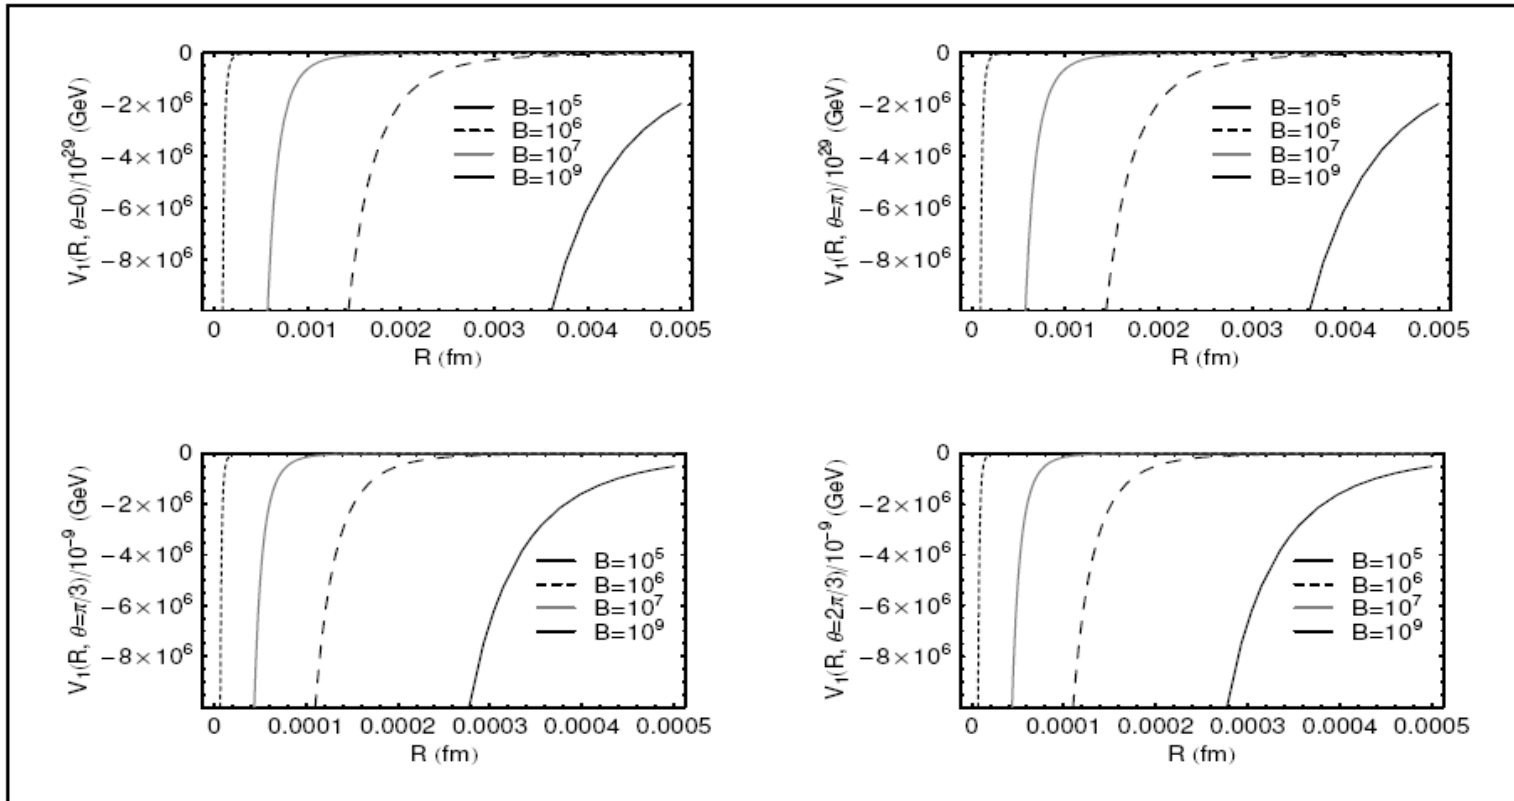 V₁(R, θ=0)/10²⁹ (GeV)
0
−2×10⁶
−4×10⁶
−6×10⁶
−8×10⁶
B=10⁵
B=10⁶
B=10⁷
B=10⁹
0 0.001 0.002 0.003 0.004 0.005
R (fm)
V₁(R, θ=π)/10²⁹ (GeV)
0
−2×10⁶
−4×10⁶
−6×10⁶
−8×10⁶
B=10⁵
B=10⁶
B=10⁷
B=10⁹
0 0.001 0.002 0.003 0.004 0.005
R (fm)
V₁(R, θ=π/3)/10⁻⁹ (GeV)
0
−2×10⁶
−4×10⁶
−6×10⁶
−8×10⁶
B=10⁵
B=10⁶
B=10⁷
B=10⁹
0 0.0001 0.0002 0.0003 0.0004 0.0005
R (fm)
V₁(R, θ=2π/3)/10⁻⁹ (GeV)
0
−2×10⁶
−4×10⁶
−6×10⁶
−8×10⁶
B=10⁵
B=10⁶
B=10⁷
B=10⁹
0 0.0001 0.0002 0.0003 0.0004 0.0005
R (fm)